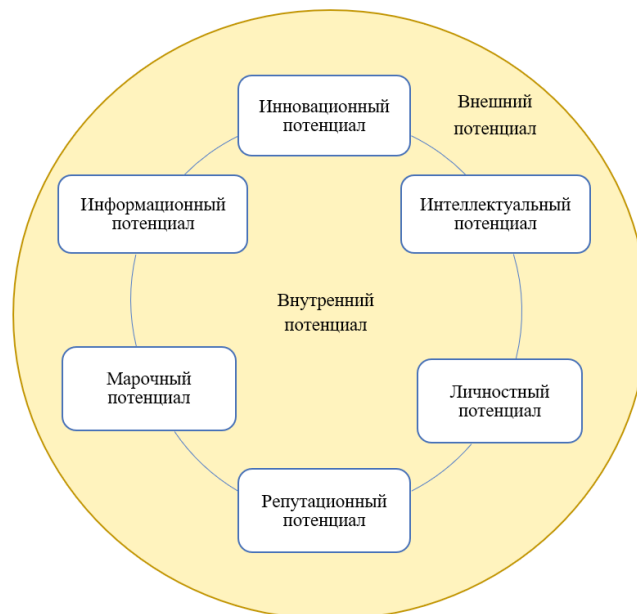 Инновационный
потенциал
Внешний
потенциал
Информационный
потенциал
Интеллектуальный
потенциал
Внутренний
потенциал
Марочный
потенциал
Личностный
потенциал
Репутационный
потенциал